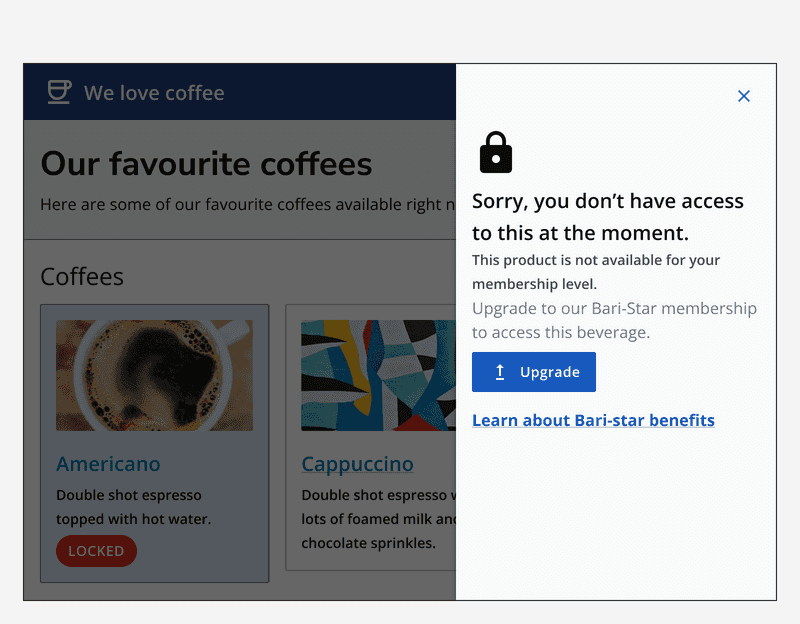 We love coffee
Our favourite coffees
Here are some of our favourite coffees available right
Coffees
Americano
Double shot espresso
topped with hot water.
LOCKED
Cappuccino
Double shot espresso
lots of foamed milk and
chocolate sprinkles.
Sorry, you don’t have access
to this at the moment.
This product is not available for your
membership level.
Upgrade to our Bari-Star membership
to access this beverage.
Upgrade
Learn about Bari-star benefits